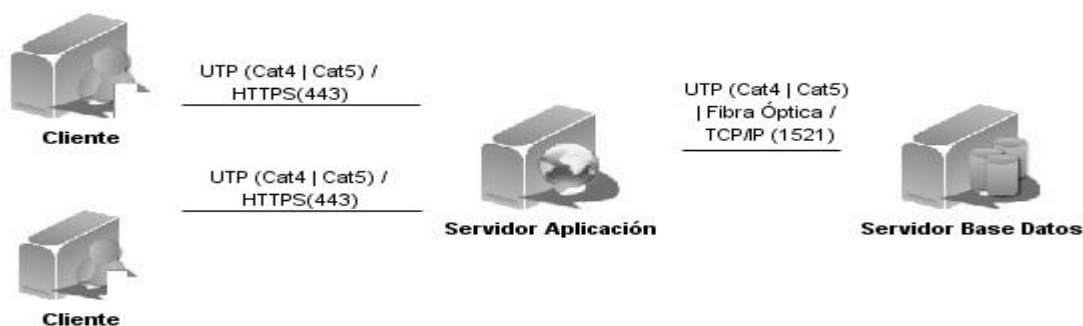 UTP (Cat4 | Cat5) /
HTTPS(443)
Cliente
UTP (Cat4 | Cat5)
| Fibra Óptica /
TCP/IP (1521)
UTP (Cat4 | Cat5) /
HTTPS(443)
Servidor Aplicación
Servidor Base Datos
Cliente